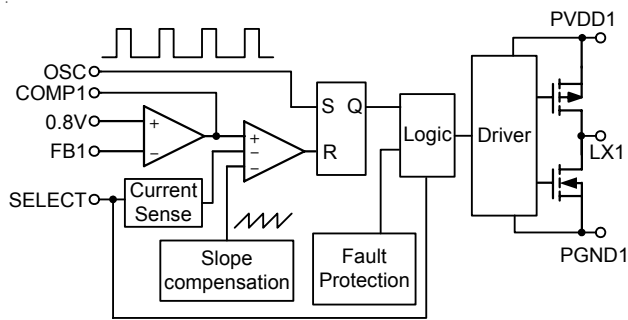 PVDD1
OSC
COMP1
0.8V
FB1
SELECT
+
−
+
−
−
S Q
R
Logic
Driver
LX1
Current
Sense
Slope
compensation
Fault
Protection
PGND1